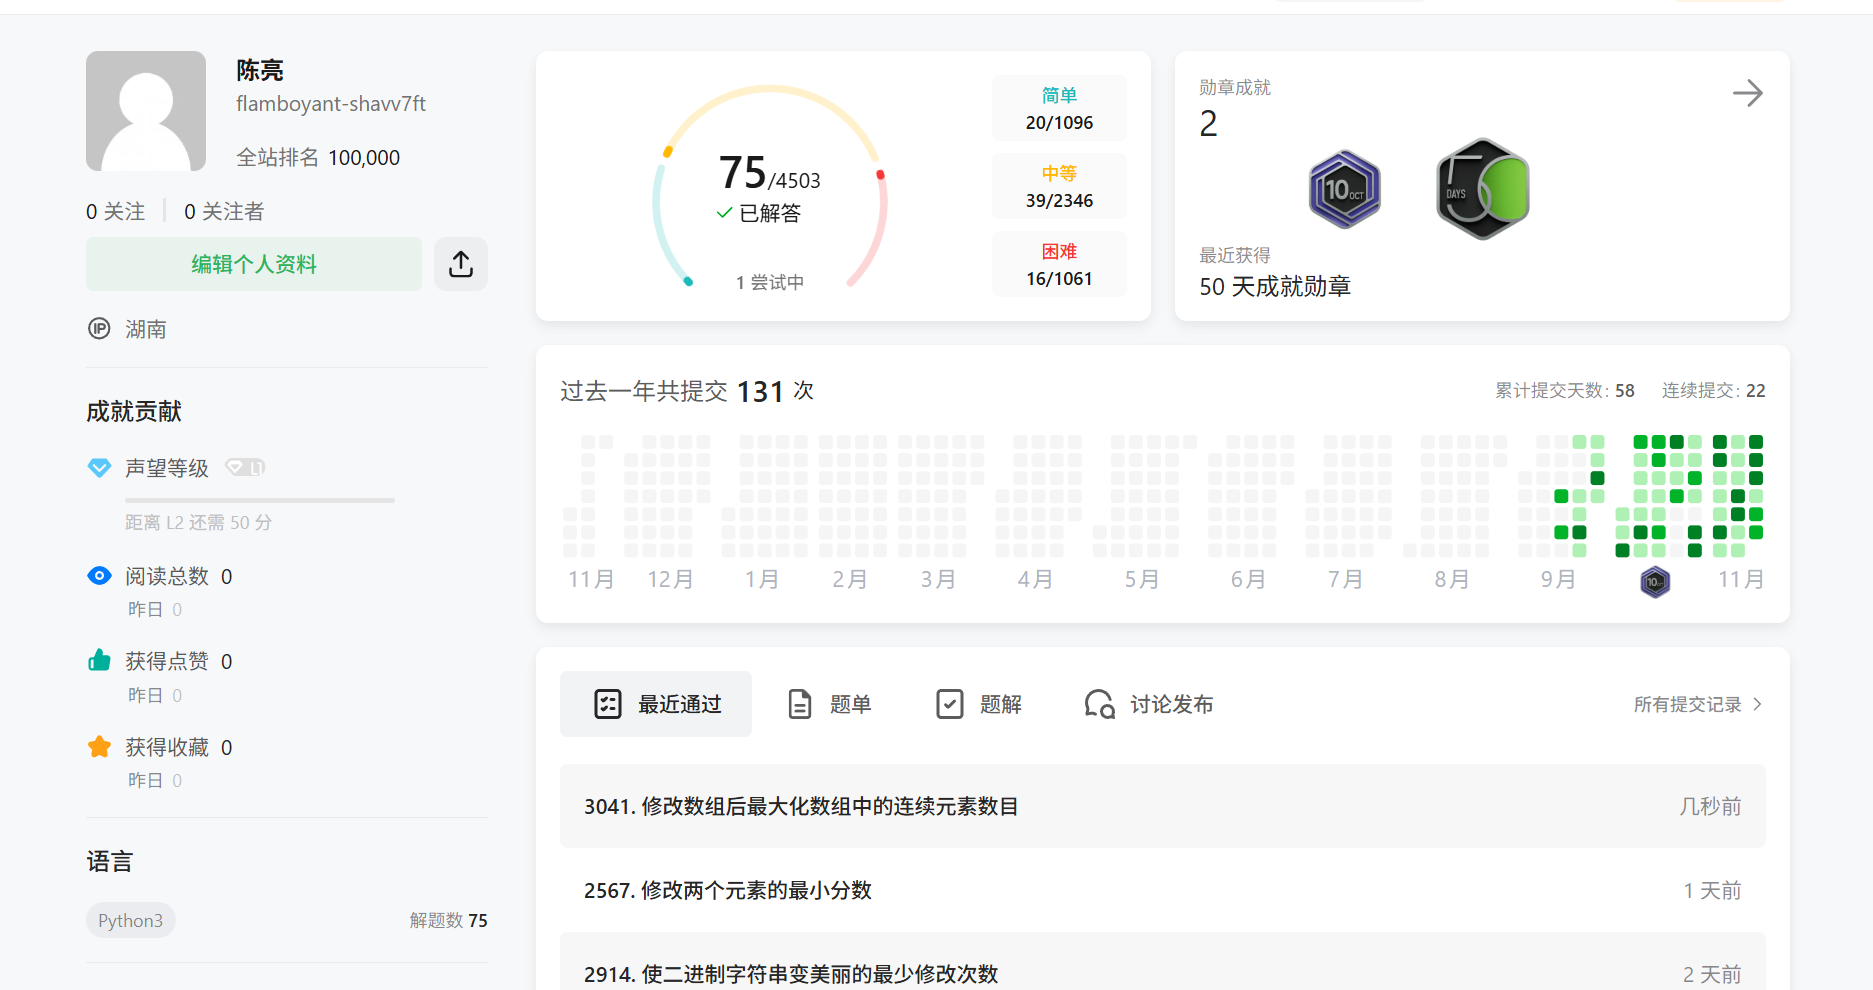 陈亮
flamboyant-shavv7ft
全站排名 100,000
0 关注 0 关注者
编辑个人资料
IP 湖南
成就贡献
声望等级 L1
距离 L2 还需 50 分
阅读总数 0
昨日 0
获得点赞 0
昨日 0
获得收藏 0
昨日 0
语言
Python3 解题数 75
75/4503
已解答
1 尝试中
简单
20/1096
中等
39/2346
困难
16/1061
勋章成就
2
10 OCT
50 DAYS
最近获得
50 天成就勋章
过去一年共提交 131 次
累计提交天数: 58 连续提交: 22
11月 12月 1月 2月 3月 4月 5月 6月 7月 8月 9月 10 11月
最近通过 题单 题解 讨论发布 所有提交记录
3041. 修改数组后最大化数组中的连续元素数目 几秒前
2567. 修改两个元素的最小分数 1 天前
2914. 使二进制字符串变美丽的最少修改次数 2 天前